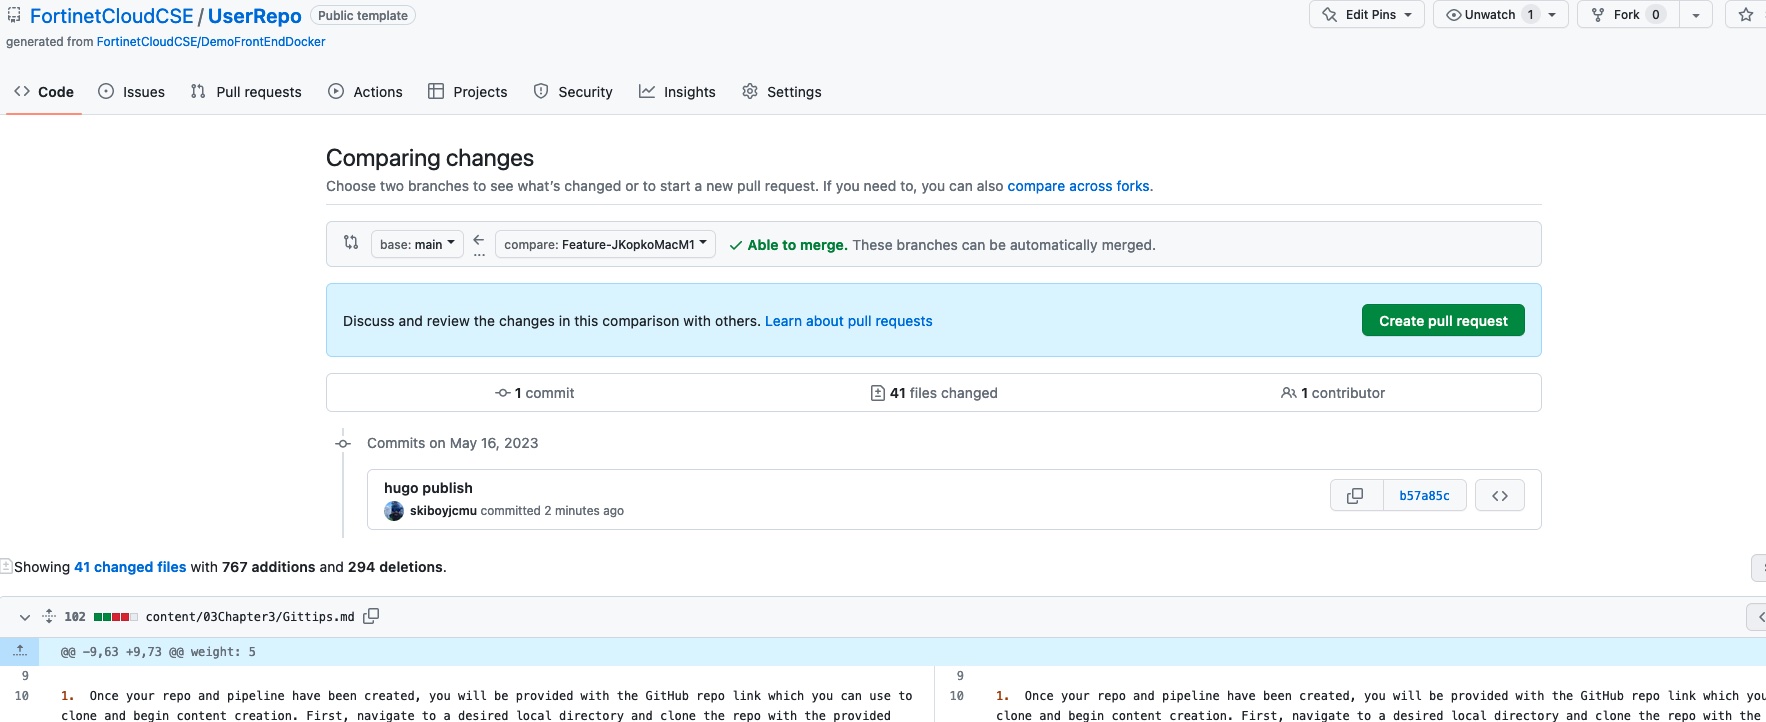 FortinetCloudCSE / UserRepo Public template
Edit Pins Unwatch 1 Fork 0
generated from FortinetCloudCSE/DemoFrontEndDocker
Code Issues Pull requests Actions Projects Security Insights Settings
Comparing changes
Choose two branches to see what's changed or to start a new pull request. If you need to, you can also compare across forks.
base: main ← ... compare: Feature-JKopkoMacM1 ✓ Able to merge. These branches can be automatically merged.
Discuss and review the changes in this comparison with others. Learn about pull requests
Create pull request
1 commit 41 files changed 1 contributor
Commits on May 16, 2023
hugo publish
skiboyjcmu committed 2 minutes ago
b57a85c
Showing 41 changed files with 767 additions and 294 deletions.
102 content/03Chapter3/Gittips.md
@@ -9,63 +9,73 @@ weight: 5
9 9
10 1. Once your repo and pipeline have been created, you will be provided with the GitHub repo link which you can use to
clone and begin content creation. First, navigate to a desired local directory and clone the repo with the provided
10 1. Once your repo and pipeline have been created, you will be provided with the GitHub repo link which you
clone and begin content creation. First, navigate to a desired local directory and clone the repo with the